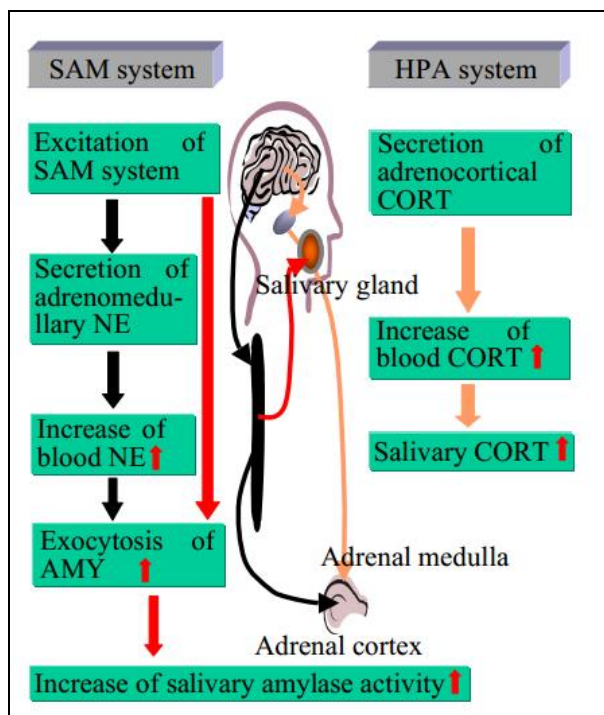 SAM system
HPA system
Excitation of
SAM system
Secretion of
adrenomedu-
llary NE
Increase of
blood NE
Exocytosis of
AMY
Increase of salivary amylase activity
Salivary gland
Adrenal medulla
Adrenal cortex
Secretion of
adrenocortical
CORT
Increase of
blood CORT
Salivary CORT